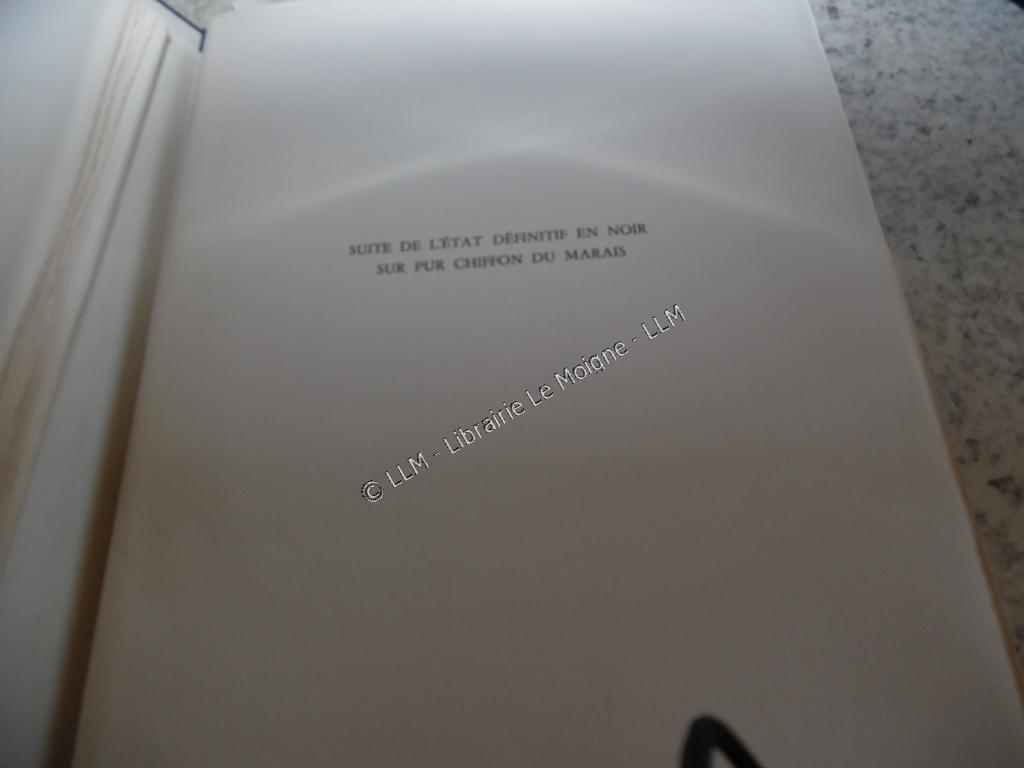 SUITE DE L'ÉTAT DÉFINITIF EN NOIR
SUR PUR CHIFFON DU MARAIS
© LLM - Librairie Le Moigne - LLM